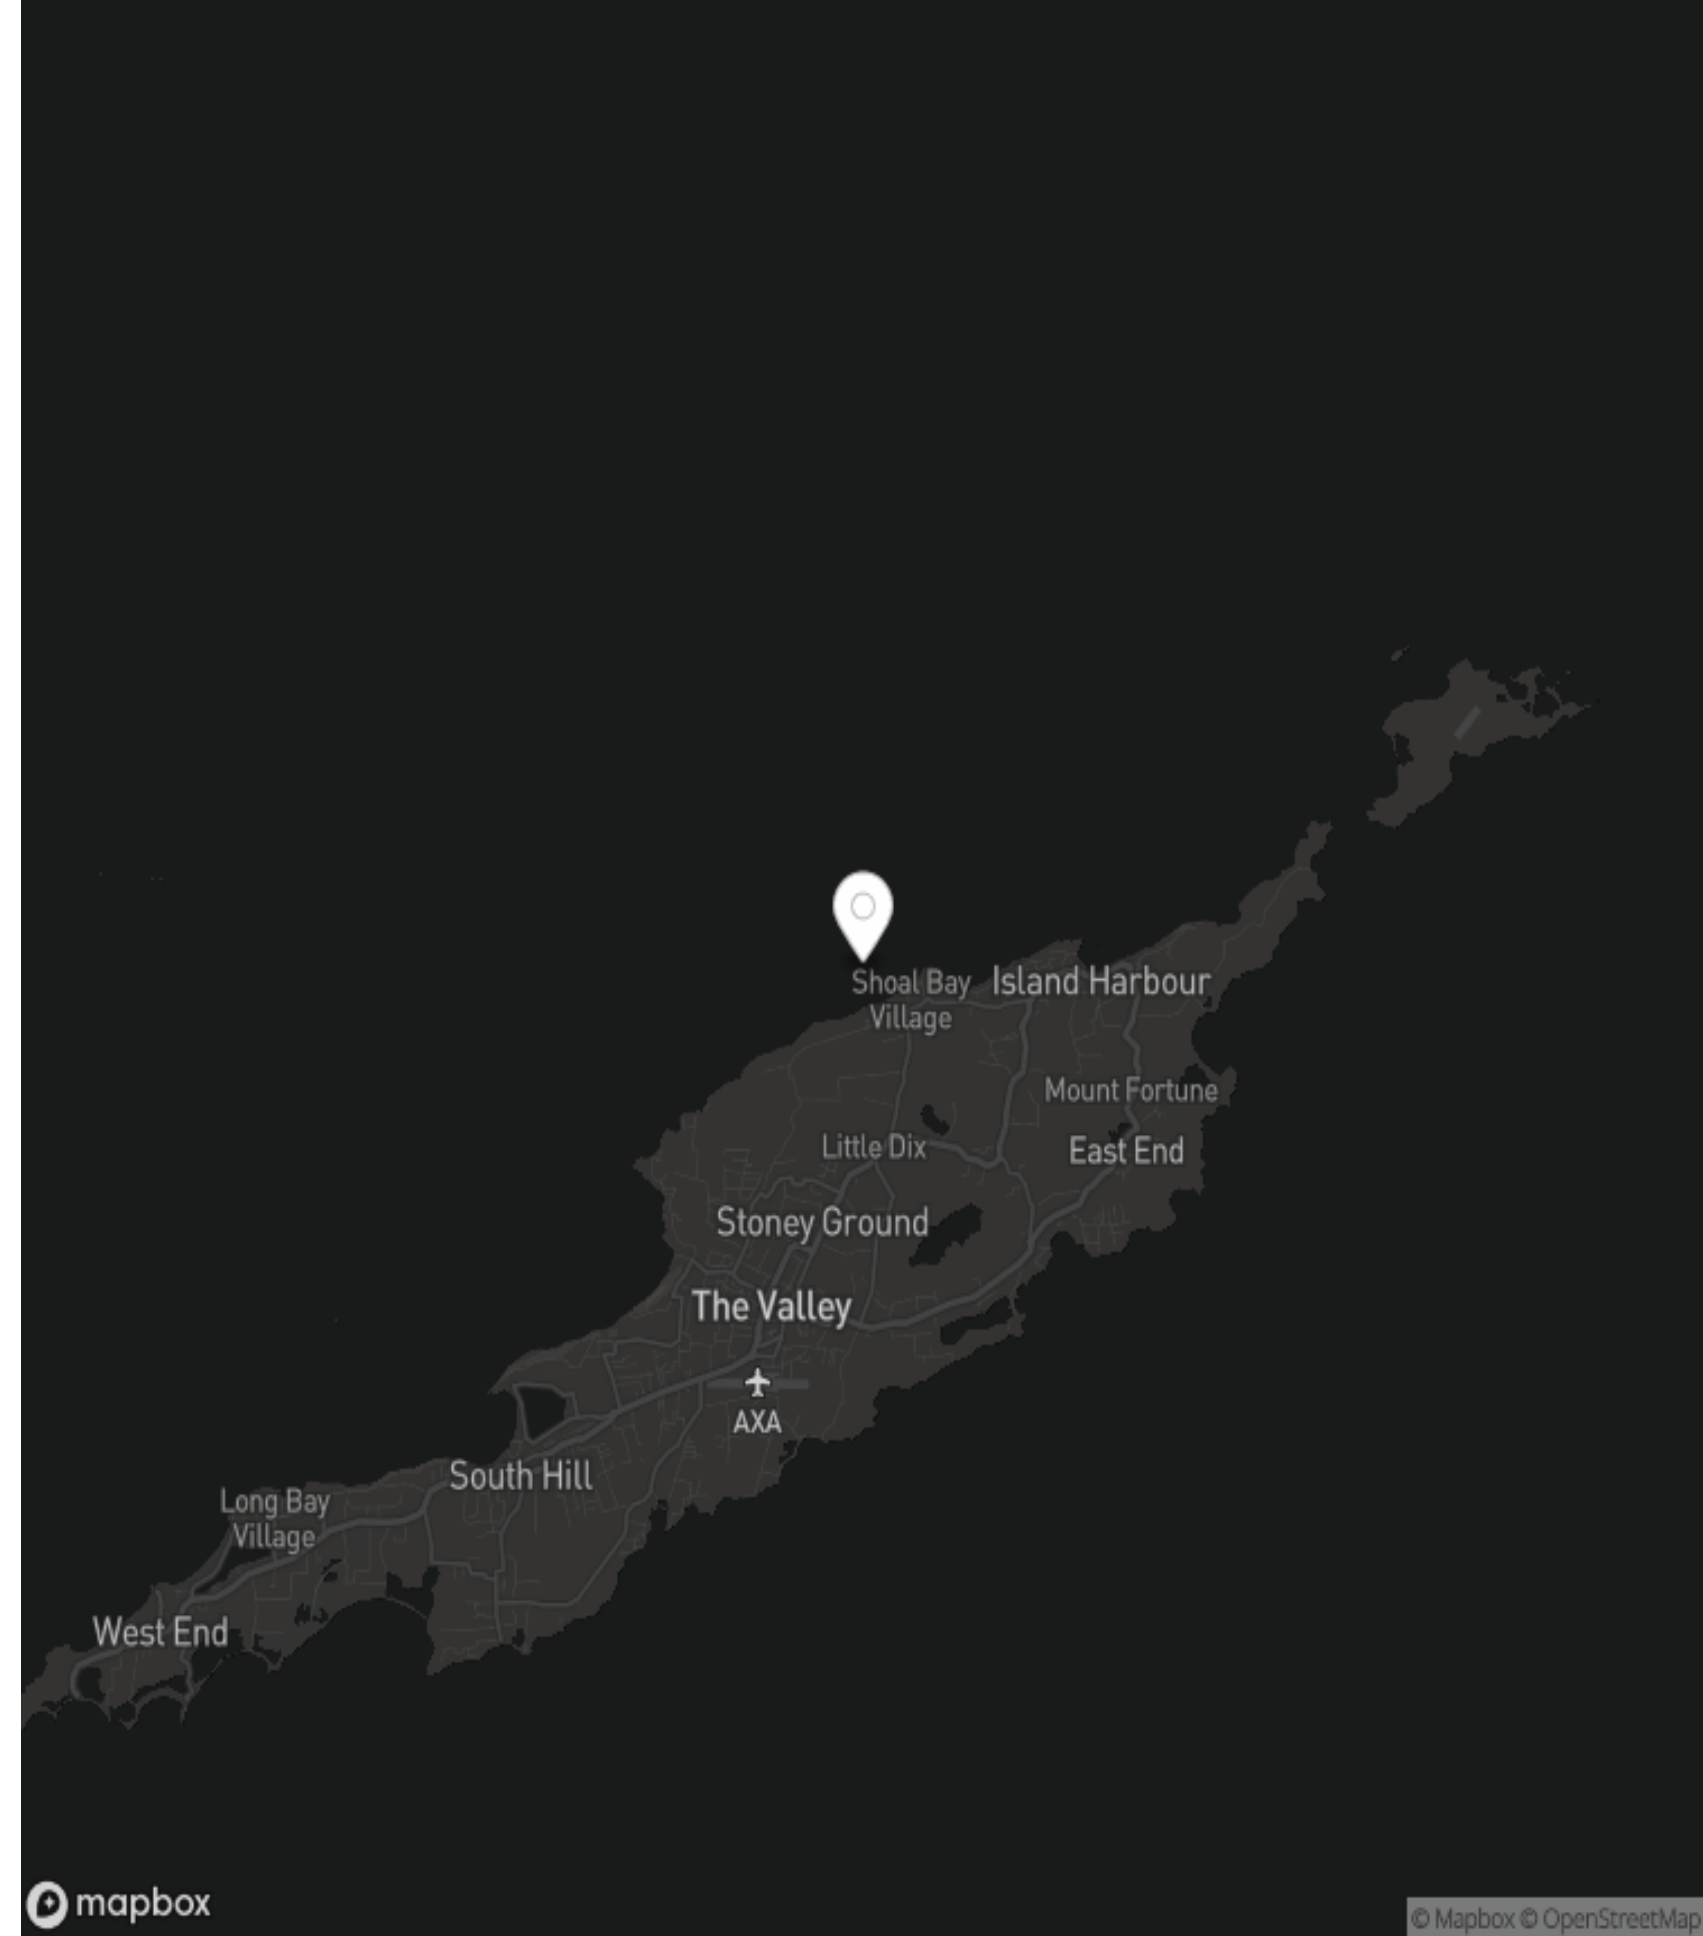 Shoal Bay
Village
Island Harbour
Mount Fortune
Little Dix
East End
Stoney Ground
The Valley
AXA
South Hill
Long Bay
Village
West End
mapbox
© Mapbox © OpenStreetMap